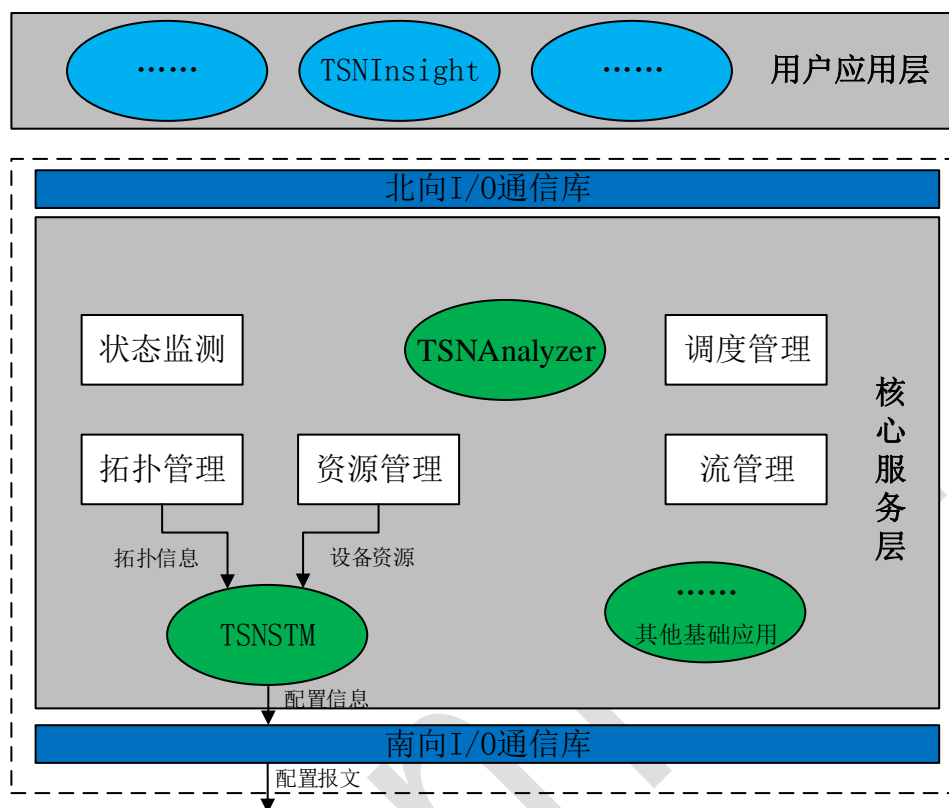 ……
TSNInsight
……
用户应用层
北向I/O通信库
状态监测
TSNAnalyzer
调度管理
拓扑管理
资源管理
流管理
核心服务层
拓扑信息
设备资源
TSNSTM
……
其他基础应用
配置信息
南向I/O通信库
配置报文